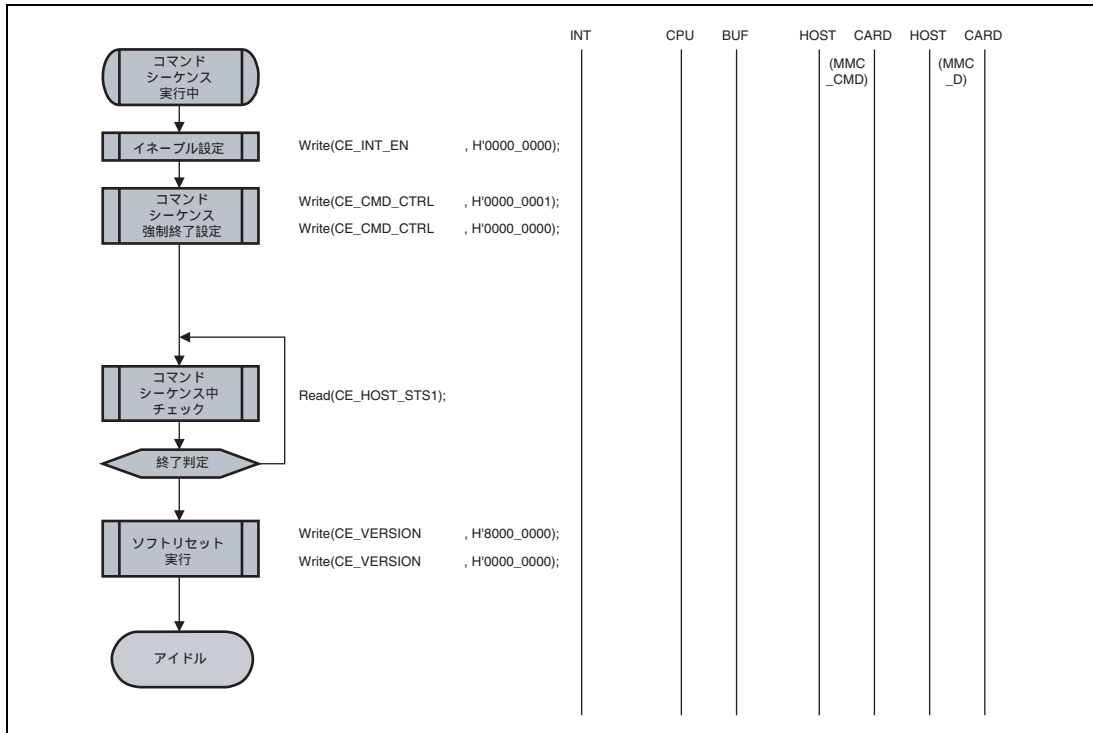 INT CPU BUF HOST CARD HOST CARD
(MMC
_CMD)
(MMC
_D)
コマンド
シーケンス
実行中
イネーブル設定
Write(CE_INT_EN , H'0000_0000);
コマンド
シーケンス
強制終了設定
Write(CE_CMD_CTRL , H'0000_0001);
Write(CE_CMD_CTRL , H'0000_0000);
コマンド
シーケンス中
チェック
Read(CE_HOST_STS1);
終了判定
ソフトリセット
実行
Write(CE_VERSION , H'8000_0000);
Write(CE_VERSION , H'0000_0000);
アイドル